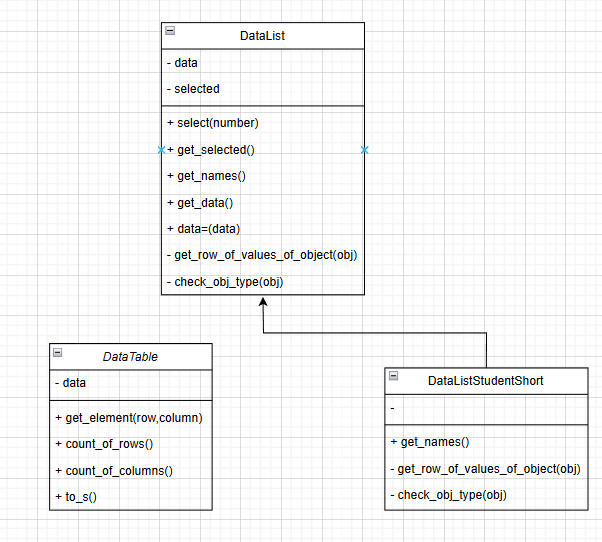 DataList
- data
- selected
+ select(number)
+ get_selected()
+ get_names()
+ get_data()
+ data=(data)
- get_row_of_values_of_object(obj)
- check_obj_type(obj)
DataTable
- data
+ get_element(row,column)
+ count_of_rows()
+ count_of_columns()
+ to_s()
DataListStudentShort
-
+ get_names()
- get_row_of_values_of_object(obj)
- check_obj_type(obj)